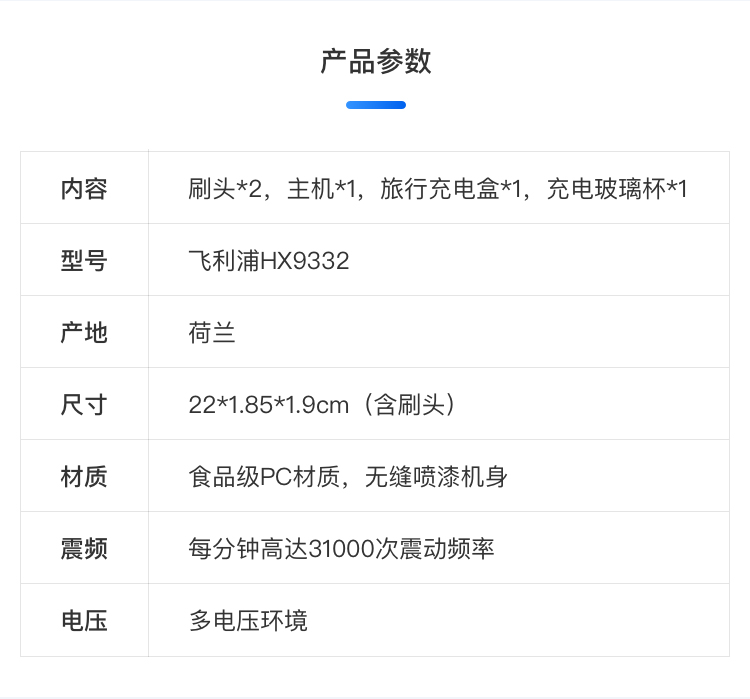 产品参数
内容 刷头*2，主机*1，旅行充电盒*1，充电玻璃杯*1
型号 飞利浦HX9332
产地 荷兰
尺寸 22*1.85*1.9cm（含刷头）
材质 食品级PC材质，无缝喷漆机身
震频 每分钟高达31000次震动频率
电压 多电压环境